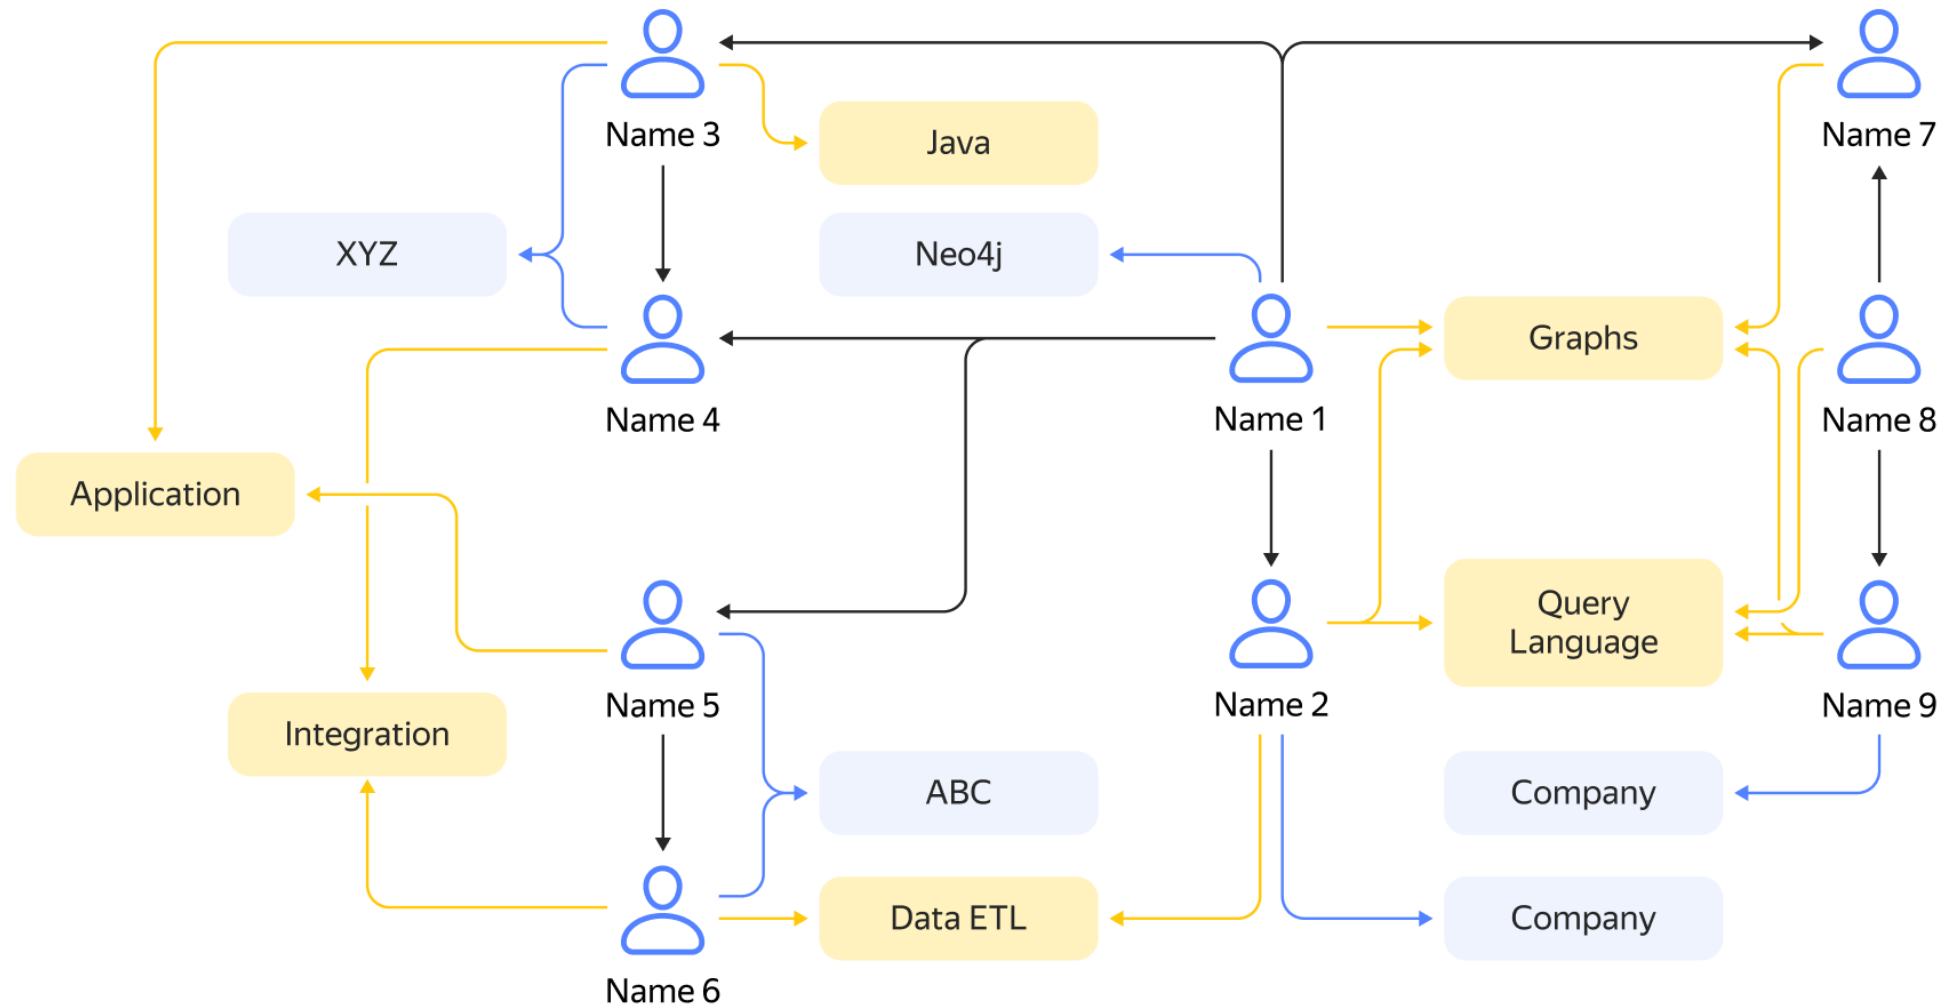 Name 3
Name 7
Java
XYZ
Neo4j
Graphs
Name 4
Name 1
Name 8
Application
Query
Language
Name 5
Name 2
Name 9
Integration
ABC
Company
Data ETL
Company
Name 6